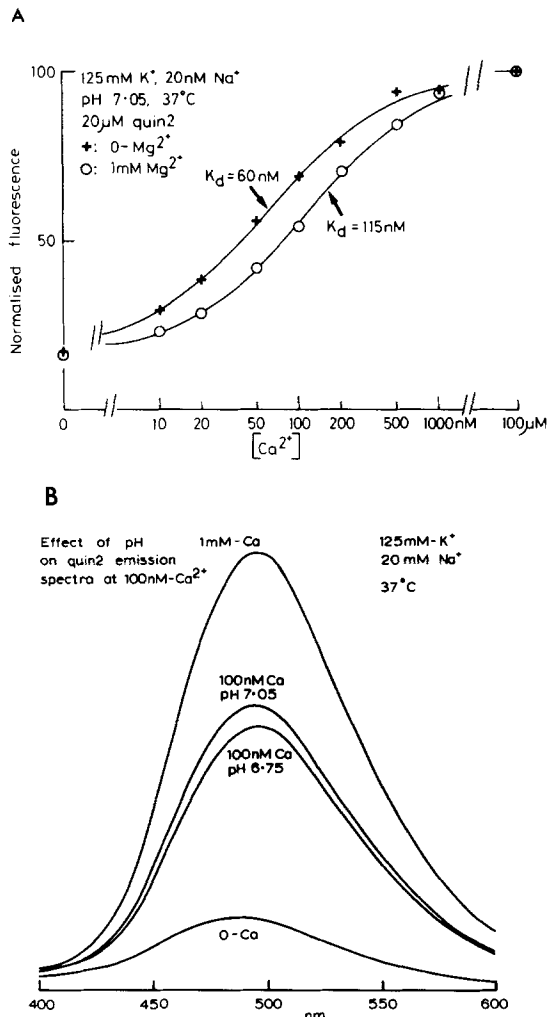 A
125mM K⁺, 20nM Na⁺
pH 7·05, 37°C
20µM quin2
+: 0- Mg²⁺
O: 1mM Mg²⁺
Kd=60nM
Kd=115nM
Normalised fluorescence
100
50
0
10
20
50
100
200
500
1000nM
100µM
[Ca²⁺]
B
Effect of pH
on quin2 emission
spectra at 100nM-Ca²⁺
1mM-Ca
125mM-K⁺
20 mM Na⁺
37°C
100nM Ca
pH 7·05
100nM Ca
pH 6·75
0-Ca
400
450
500
550
600
nm